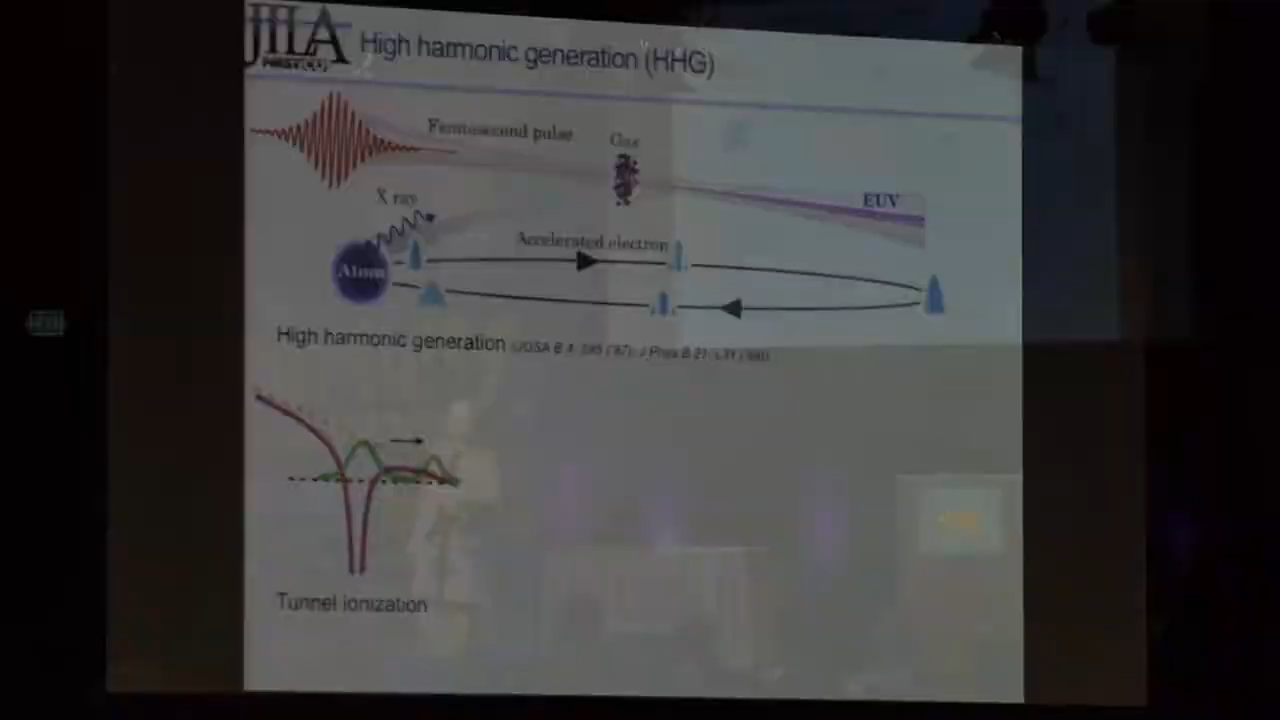 JILA
High harmonic generation (HHG)
Femtosecond pulse
Gas
X ray
EUV
Accelerated electron
Atom
High harmonic generation
Tunnel ionization